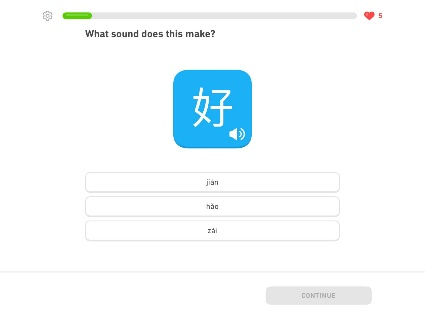 5
What sound does this make?
好
jiàn
hǎo
zài
CONTINUE